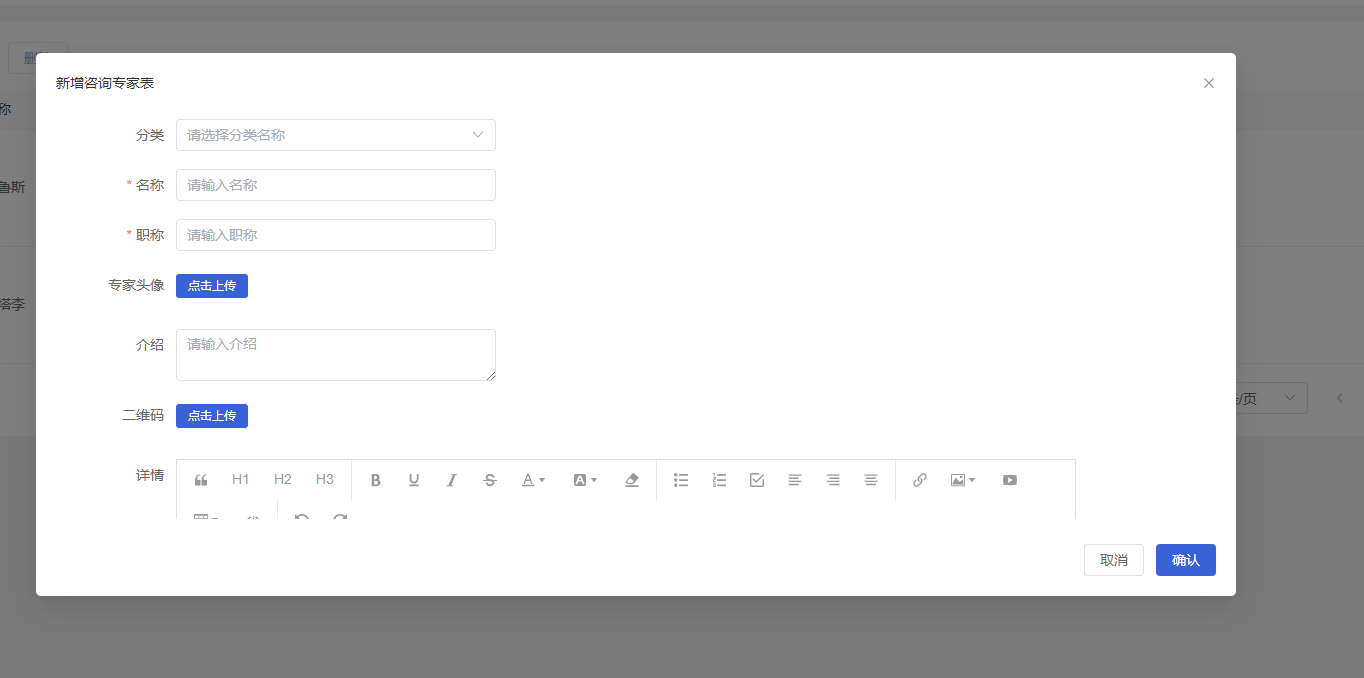 新增咨询专家表
称
分类
请选择分类名称
* 名称
请输入名称
鲁斯
* 职称
请输入职称
专家头像
点击上传
塔李
介绍
请输入介绍
/页
二维码
点击上传
详情
H1 H2 H3 B U I S A A
取消
确认